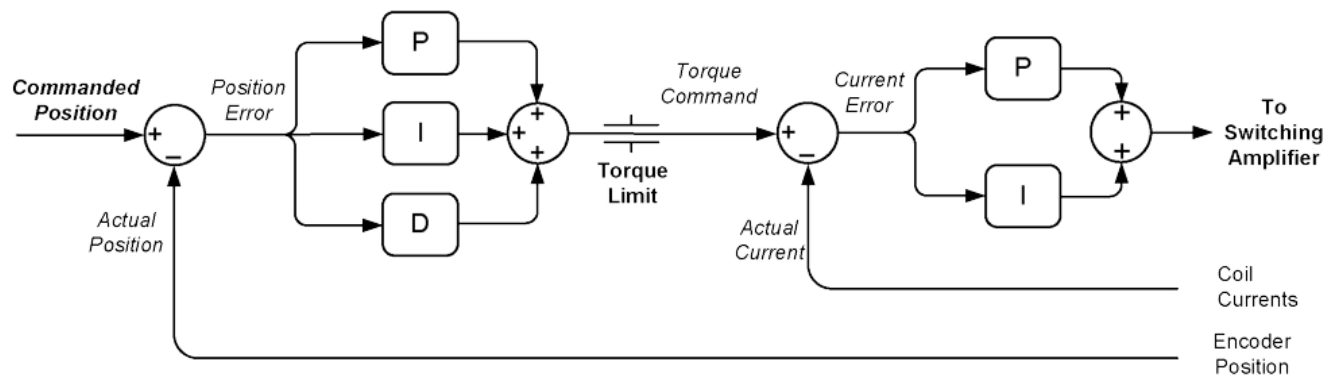 Commanded
Position
+
−
Position
Error
Actual
Position
P
I
D
+
+
+
Torque
Limit
Torque
Command
+
−
Actual
Current
Current
Error
P
I
+
+
To
Switching
Amplifier
Coil
Currents
Encoder
Position